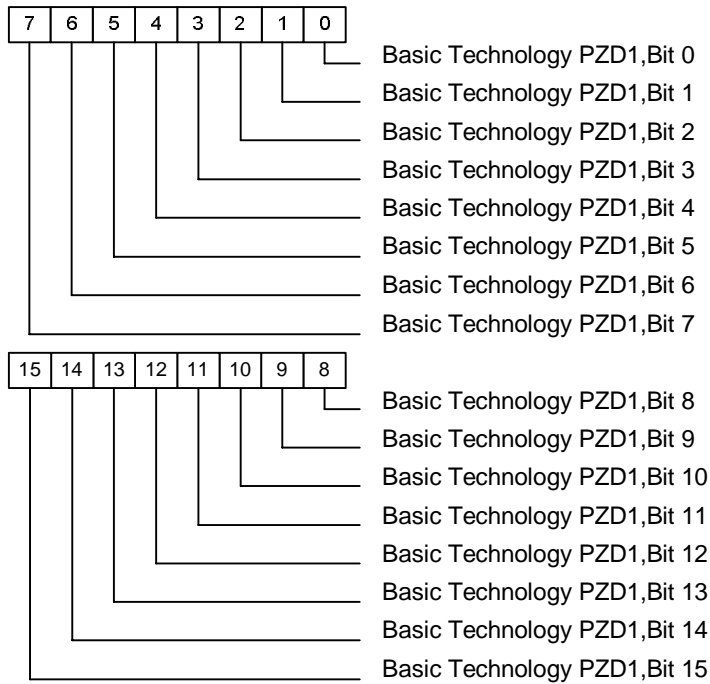 7 6 5 4 3 2 1 0
Basic Technology PZD1,Bit 0
Basic Technology PZD1,Bit 1
Basic Technology PZD1,Bit 2
Basic Technology PZD1,Bit 3
Basic Technology PZD1,Bit 4
Basic Technology PZD1,Bit 5
Basic Technology PZD1,Bit 6
Basic Technology PZD1,Bit 7
15 14 13 12 11 10 9 8
Basic Technology PZD1,Bit 8
Basic Technology PZD1,Bit 9
Basic Technology PZD1,Bit 10
Basic Technology PZD1,Bit 11
Basic Technology PZD1,Bit 12
Basic Technology PZD1,Bit 13
Basic Technology PZD1,Bit 14
Basic Technology PZD1,Bit 15